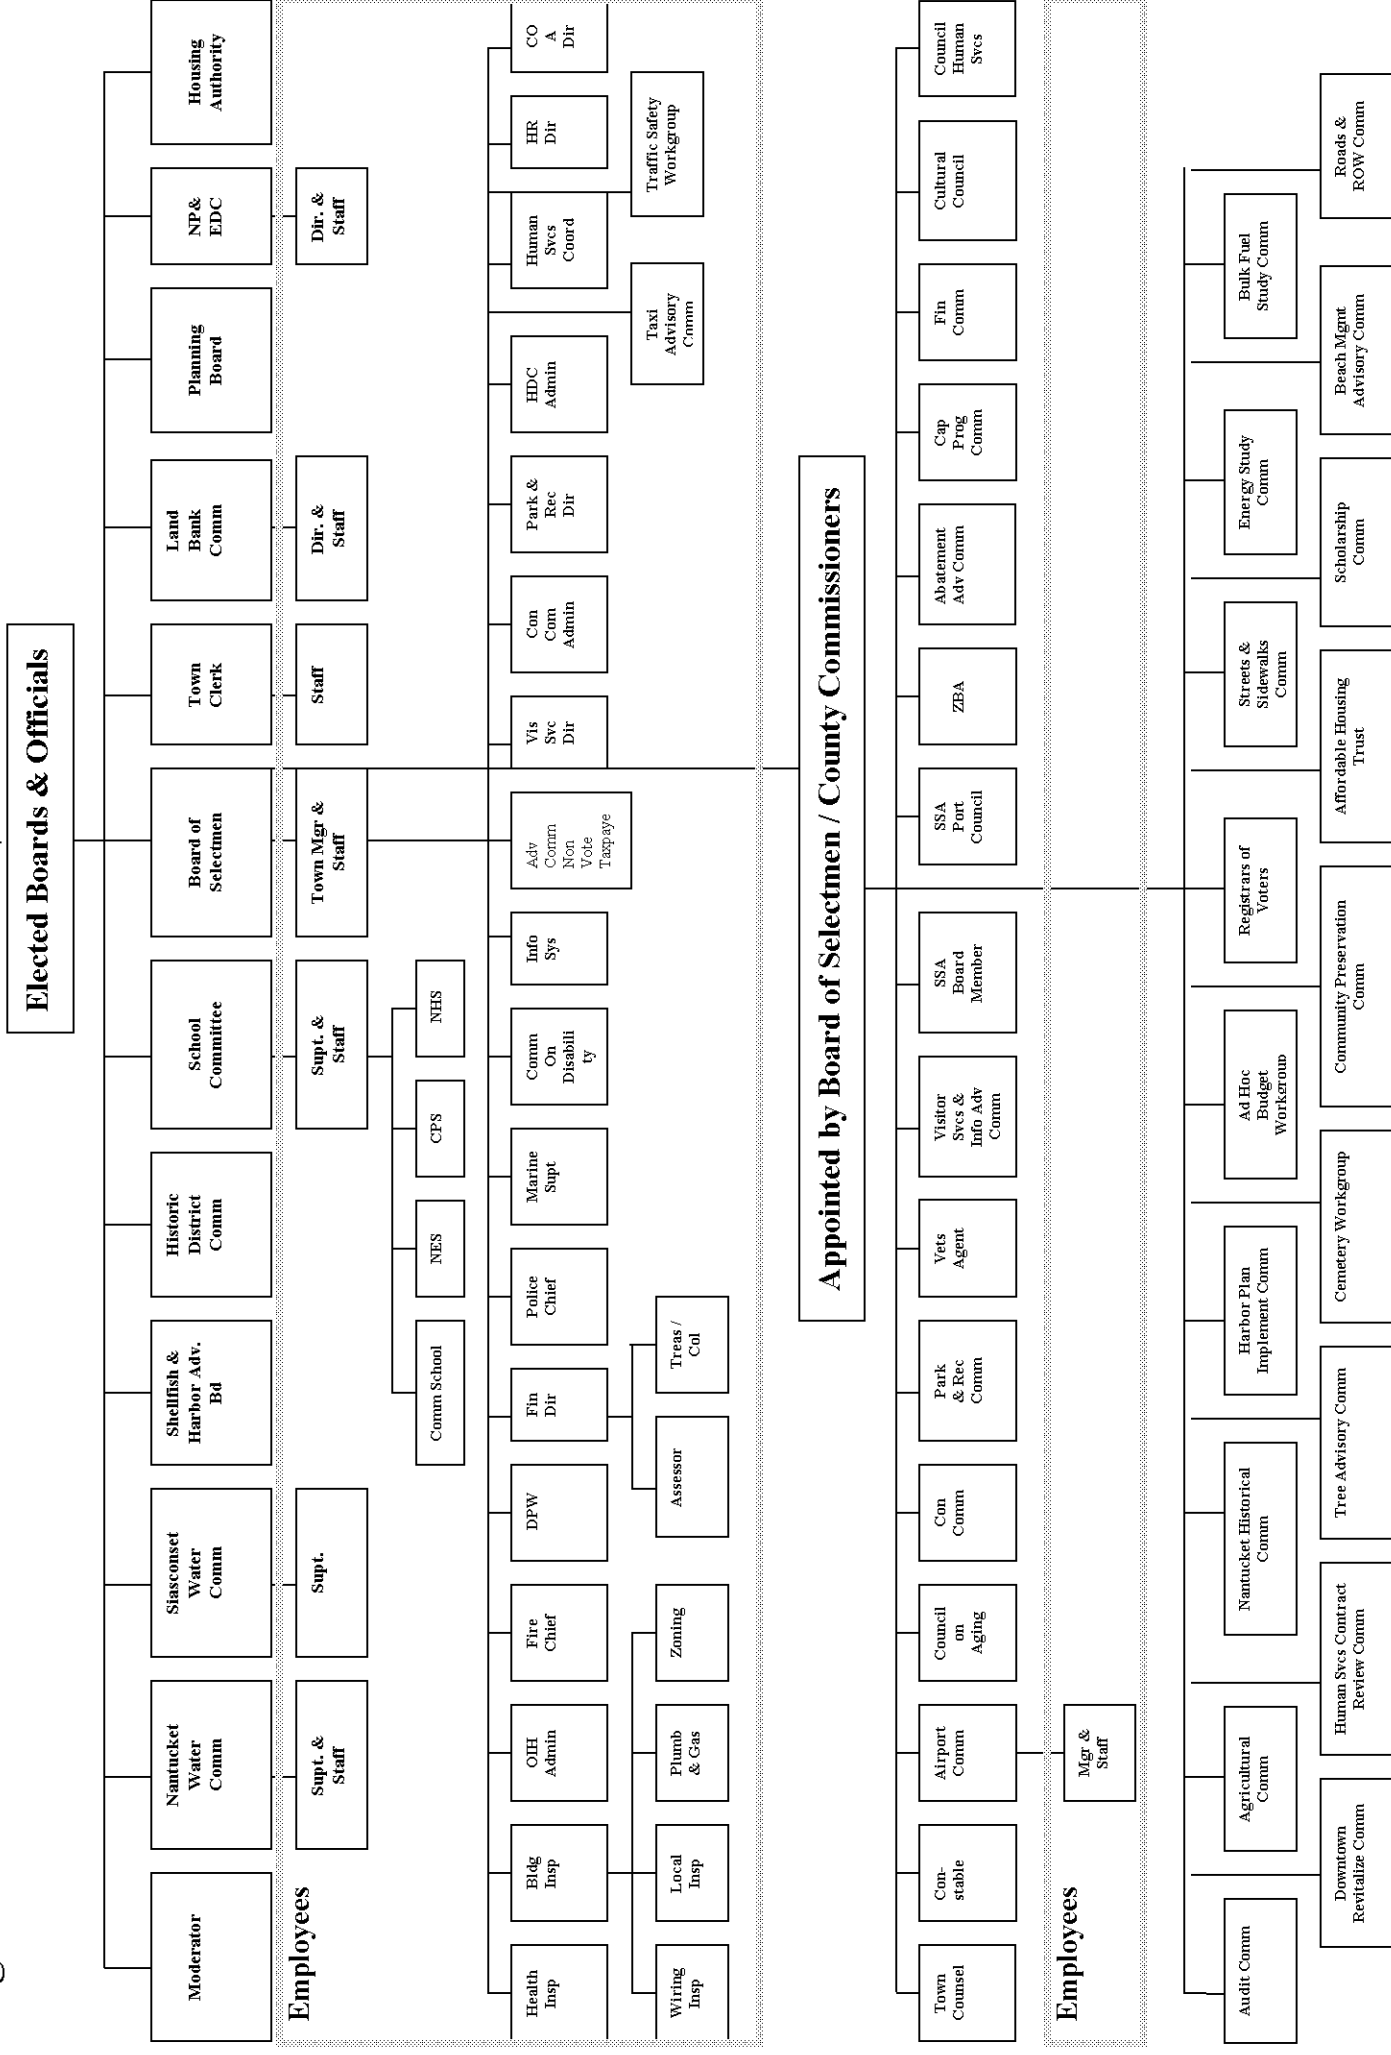 Elected Boards & Officials
Moderator
Nantucket
Water
Comm
Siasconset
Water
Comm
Shellfish &
Harbor Adv.
Bd
Historic
District
Comm
School
Committee
Board of
Selectmen
Town
Clerk
Land
Bank
Comm
Planning
Board
NP&
EDC
Housing
Authority
Employees
Supt. &
Staff
Supt.
Supt. &
Staff
Town Mgr &
Staff
Staff
Dir. &
Staff
Dir. &
Staff
Comm School
NES
CPS
NHS
Health
Insp
Bldg
Insp
OIH
Admin
Fire
Chief
DPW
Fin
Dir
Police
Chief
Marine
Supt
Comm
On
Disabili
ty
Info
Sys
Adv
Comm
Non
Vote
Taxpaye
Vis
Svc
Dir
Con
Com
Admin
Park &
Rec
Dir
HDC
Admin
Human
Svcs
Coord
HR
Dir
CO
A
Dir
Taxi
Advisory
Comm
Traffic Safety
Workgroup
Wiring
Insp
Local
Insp
Plumb
& Gas
Zoning
Assessor
Treas /
Col
Appointed by Board of Selectmen / County Commissioners
Town
Counsel
Con-
stable
Airport
Comm
Council
on
Aging
Con
Comm
Park
& Rec
Comm
Vets
Agent
Visitor
Svcs &
Info Adv
Comm
SSA
Board
Member
SSA
Port
Council
ZBA
Abatement
Adv Comm
Cap
Prog
Comm
Fin
Comm
Cultural
Council
Council
Human
Svcs
Employees
Mgr &
Staff
Audit Comm
Agricultural
Comm
Nantucket Historical
Comm
Harbor Plan
Implement Comm
Ad Hoc
Budget
Workgroup
Registrars of
Voters
Streets &
Sidewalks
Comm
Energy Study
Comm
Bulk Fuel
Study Comm
Downtown
Revitalize Comm
Human Svcs Contract
Review Comm
Tree Advisory Comm
Cemetery Workgroup
Community Preservation
Comm
Affordable Housing
Trust
Scholarship
Comm
Beach Mgmt
Advisory Comm
Roads &
ROW Comm